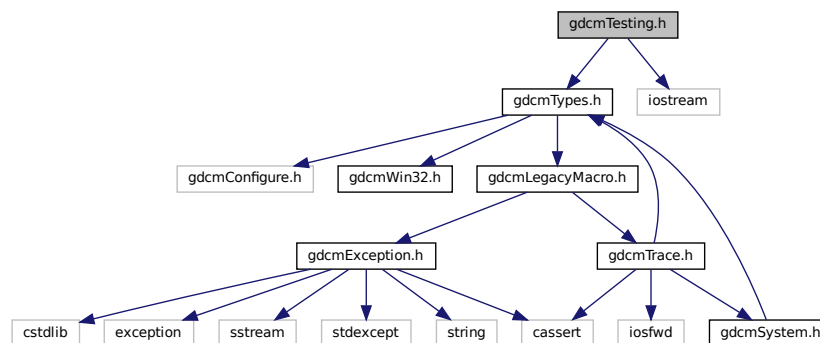 gdcmTesting.h
gdcmTypes.h
iostream
gdcmConfigure.h
gdcmWin32.h
gdcmLegacyMacro.h
gdcmException.h
gdcmTrace.h
cstdlib
exception
sstream
stdexcept
string
cassert
iosfwd
gdcmSystem.h